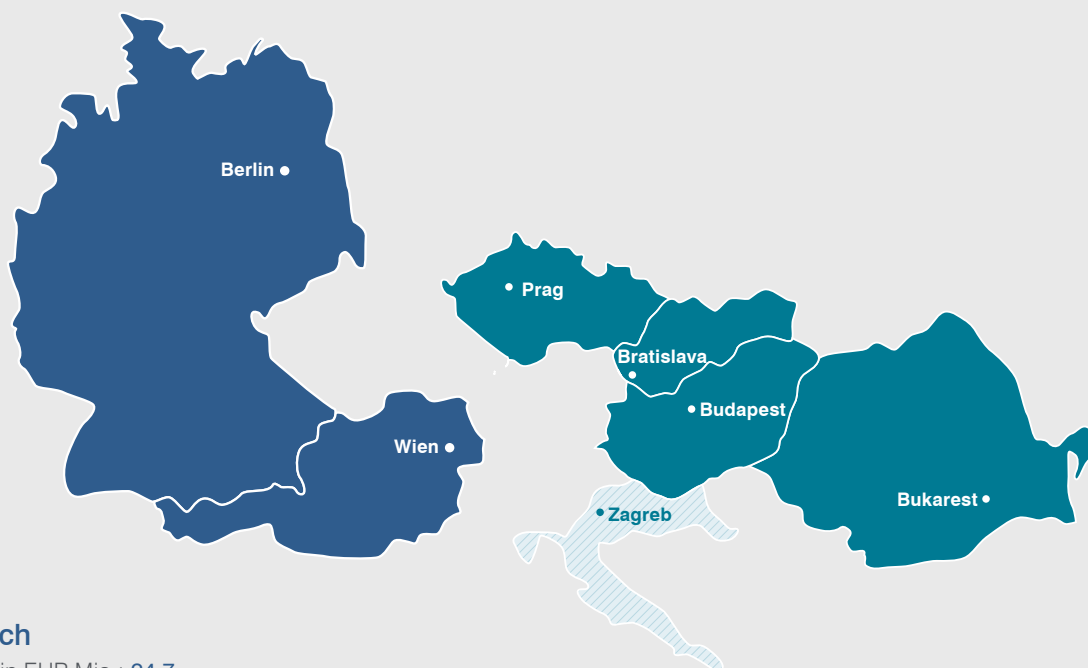 Berlin
Prag
Bratislava
Budapest
Wien
Bukarest
Zagreb
ch